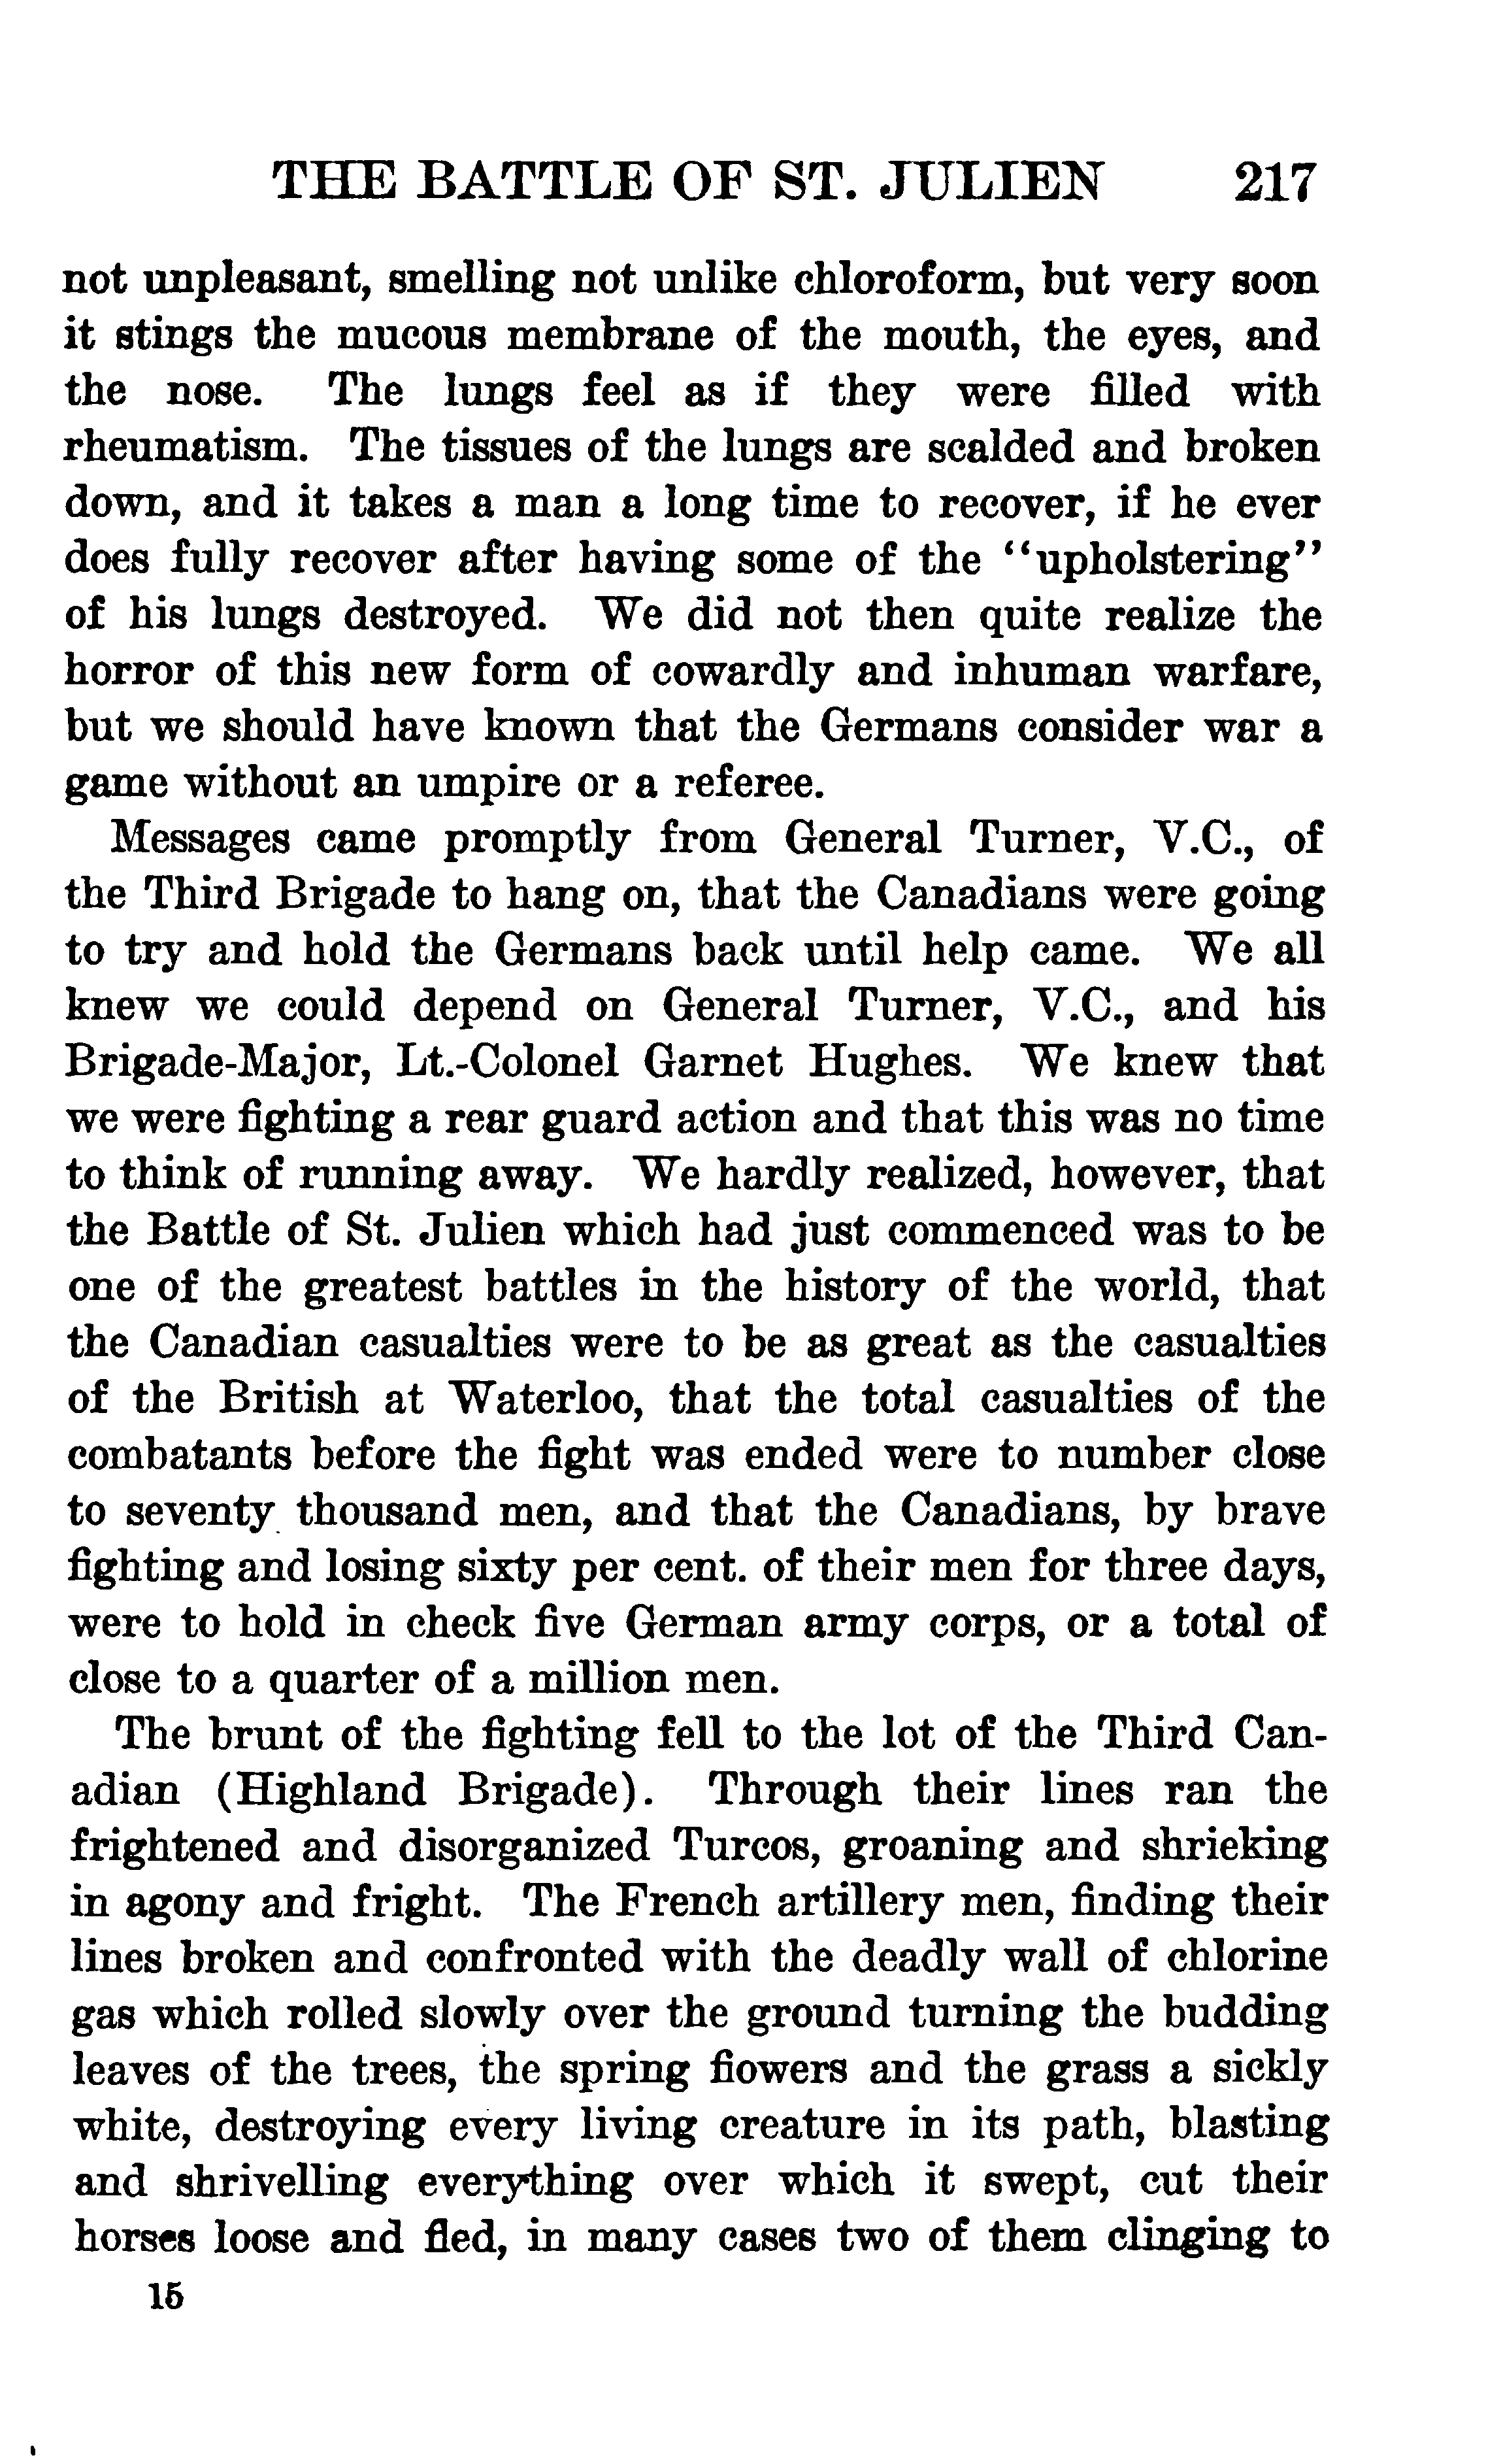 THE BATTLE OF ST. JULIEN 217
not unpleasant, smelling not unlike chloroform, but very soon
it stings the mucous membrane of the mouth, the eyes, and
the nose. The lungs feel as if they were filled with
rheumatism. The tissues of the lungs are scalded and broken
down, and it takes a man a long time to recover, if he ever
does fully recover after having some of the "upholstering"
of his lungs destroyed. We did not then quite realize the
horror of this new form of cowardly and inhuman warfare,
but we should have known that the Germans consider war a
game without an umpire or a referee.
Messages came promptly from General Turner, V.C., of
the Third Brigade to hang on, that the Canadians were going
to try and hold the Germans back until help came. We all
knew we could depend on General Turner, V.C., and his
Brigade-Major, Lt.-Colonel Garnet Hughes. We knew that
we were fighting a rear guard action and that this was no time
to think of running away. We hardly realized, however, that
the Battle of St. Julien which had just commenced was to be
one of the greatest battles in the history of the world, that
the Canadian casualties were to be as great as the casualties
of the British at Waterloo, that the total casualties of the
combatants before the fight was ended were to number close
to seventy thousand men, and that the Canadians, by brave
fighting and losing sixty per cent. of their men for three days,
were to hold in check five German army corps, or a total of
close to a quarter of a million men.
The brunt of the fighting fell to the lot of the Third Can-
adian (Highland Brigade). Through their lines ran the
frightened and disorganized Turcos, groaning and shrieking
in agony and fright. The French artillery men, finding their
lines broken and confronted with the deadly wall of chlorine
gas which rolled slowly over the ground turning the budding
leaves of the trees, the spring flowers and the grass a sickly
white, destroying every living creature in its path, blasting
and shrivelling everything over which it swept, cut their
horses loose and fled, in many cases two of them clinging to
15